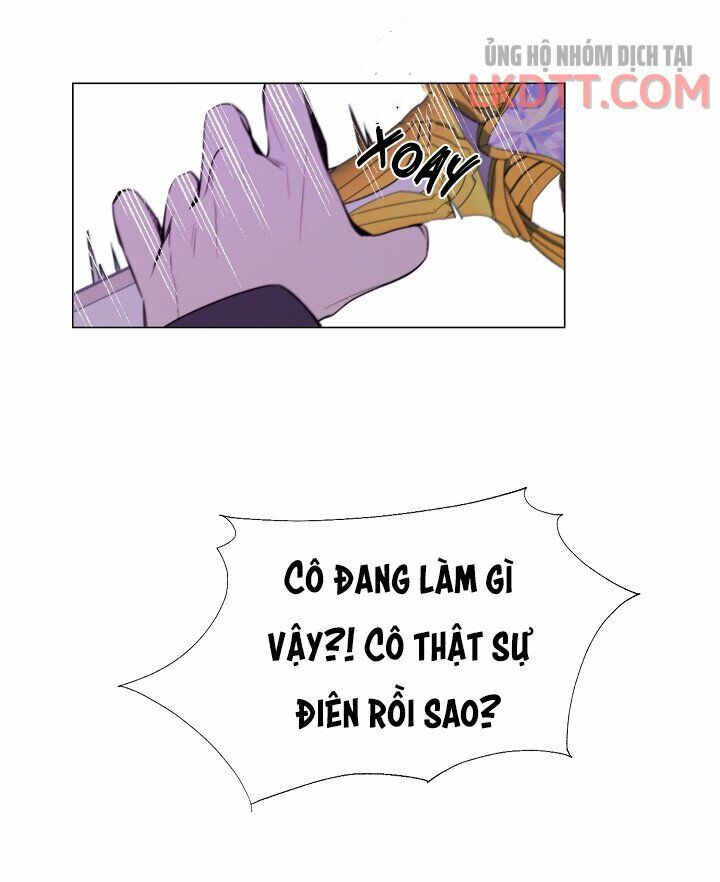 ỦNG HỘ NHÓM DỊCH TẠI
LKDTT.COM
XOAY
CÔ ĐANG LÀM GÌ
VẬY?! CÔ THẬT SỰ
ĐIÊN RỒI SAO?